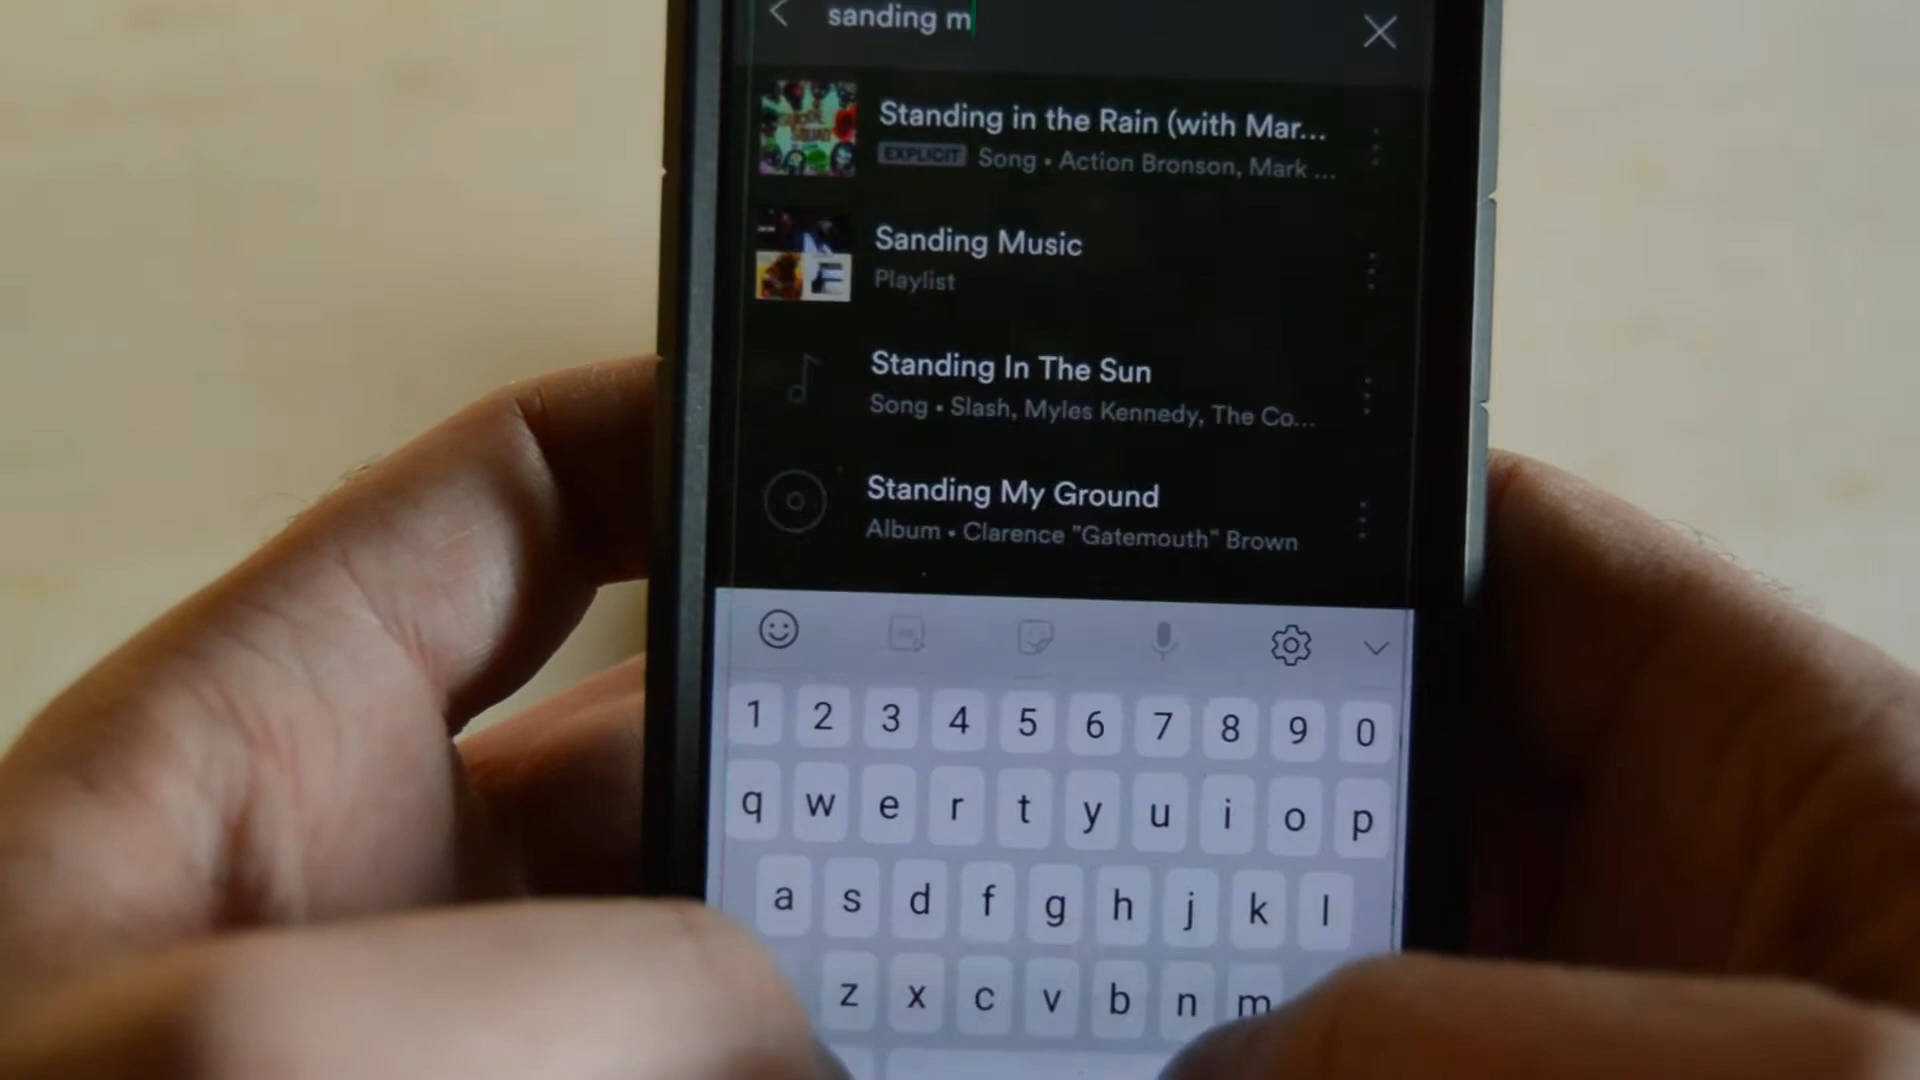 sanding m
Standing in the Rain (with Mar...
EXPLICIT Song • Action Bronson, Mark ...
Sanding Music
Playlist
Standing In The Sun
Song • Slash, Myles Kennedy, The Co...
Standing My Ground
Album • Clarence "Gatemouth" Brown
1 2 3 4 5 6 7 8 9 0
q w e r t y u i o p
a s d f g h j k l
z x c v b n m